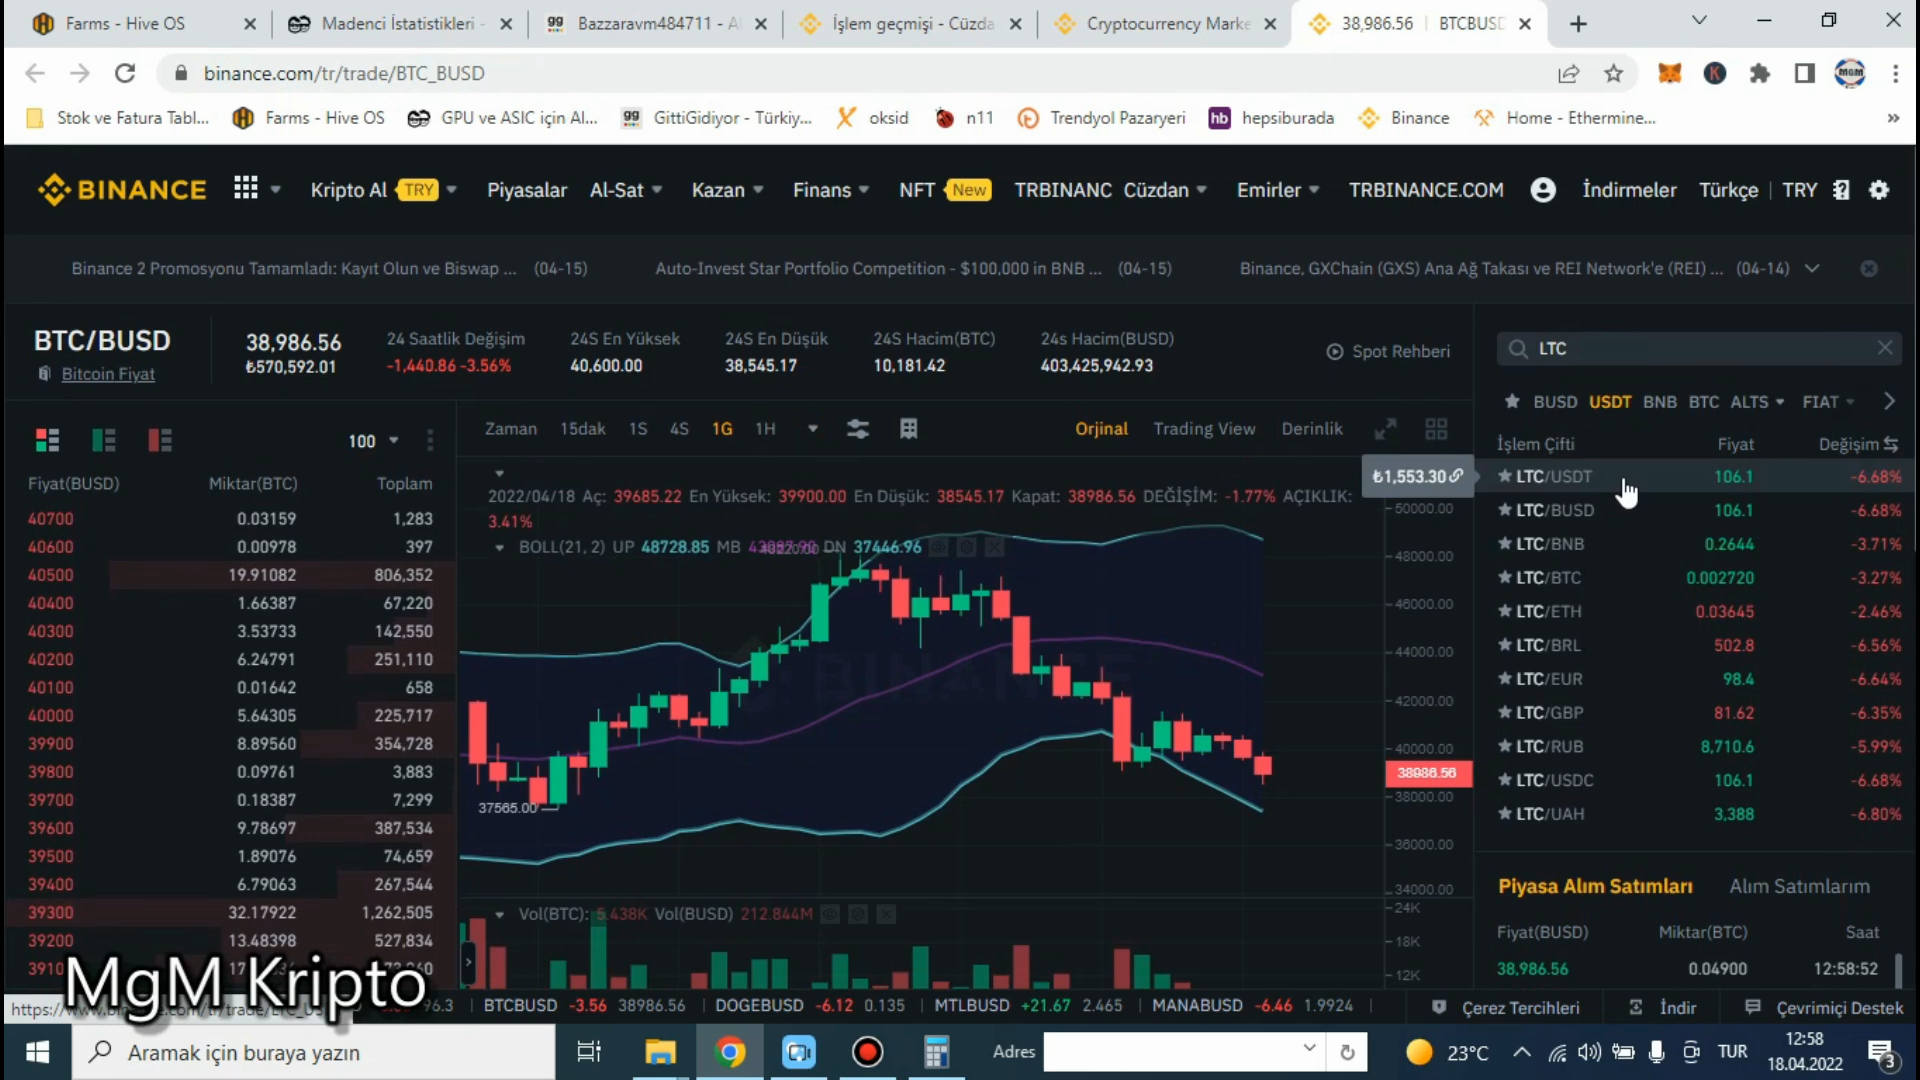 Farms - Hive OS
Madenci İstatistikleri -
Bazzaravm484711 - A
İşlem geçmişi - Cüzda
Cryptocurrency Marke
38,986.56 | BTCBUSD
binance.com/tr/trade/BTC_BUSD
Stok ve Fatura Tabl...
Farms - Hive OS
GPU ve ASIC için Al...
GittiGidiyor - Türkiy...
oksid
n11
Trendyol Pazaryeri
hepsiburada
Binance
Home - Ethermine...
BINANCE
Kripto Al TRY
Piyasalar
Al-Sat
Kazan
Finans
NFT New
TRBINANC
Cüzdan
Emirler
TRBINANCE.COM
İndirmeler
Türkçe | TRY
Binance 2 Promosyonu Tamamladı: Kayıt Olun ve Biswap ... (04-15)
Auto-Invest Star Portfolio Competition - $100,000 in BNB ... (04-15)
Binance, GXChain (GXS) Ana Ağ Takası ve REI Network'e (REI) ... (04-14)
BTC/BUSD
Bitcoin Fiyat
38,986.56
₺570,592.01
24 Saatlik Değişim
-1,440.86 -3.56%
24S En Yüksek
40,600.00
24S En Düşük
38,545.17
24S Hacim(BTC)
10,181.42
24s Hacim(BUSD)
403,425,942.93
Spot Rehberi
LTC
BUSD USDT BNB BTC ALTS FIAT
İşlem Çifti Fiyat Değişim
LTC/USDT 106.1 -6.68%
LTC/BUSD 106.1 -6.68%
LTC/BNB 0.2644 -3.71%
LTC/BTC 0.002720 -3.27%
LTC/ETH 0.03645 -2.46%
LTC/BRL 502.8 -6.56%
LTC/EUR 98.4 -6.64%
LTC/GBP 81.62 -6.35%
LTC/RUB 8,710.6 -5.99%
LTC/USDC 106.1 -6.68%
LTC/UAH 3,388 -6.80%
₺1,553.30
100
Fiyat(BUSD) Miktar(BTC) Toplam
40700 0.03159 1,283
40600 0.00978 397
40500 19.91082 806,352
40400 1.66387 67,220
40300 3.53733 142,550
40200 6.24791 251,110
40100 0.01642 658
40000 5.64305 225,717
39900 8.89560 354,728
39800 0.09761 3,883
39700 0.18387 7,299
39600 9.78697 387,534
39500 1.89076 74,659
39400 6.79063 267,544
39300 32.17922 1,262,505
39200 13.48398 527,834
Zaman 15dak 1S 4S 1G 1H
Orjinal Trading View Derinlik
2022/04/18 Aç: 39685.22 En Yüksek: 39900.00 En Düşük: 38545.17 Kapat: 38986.56 DEĞİŞİM: -1.77% AÇIKLIK:
3.41%
BOLL(21, 2) UP 48728.85 MB DN 37446.96
50000.00
48000.00
46000.00
44000.00
42000.00
40000.00
38986.56
38000.00
36000.00
34000.00
37565.00
BINANCE
Vol(BTC): 5.438K Vol(BUSD) 212.844M
24K
18K
12K
Piyasa Alım Satımları Alım Satımlarım
Fiyat(BUSD) Miktar(BTC) Saat
38,986.56 0.04900 12:58:52
MgM Kripto
96.3 BTCBUSD -3.56 38986.56 DOGEBUSD -6.12 0.135 MTLBUSD +21.67 2.465 MANABUSD -6.46 1.9924
Çerez Tercihleri
İndir
Çevrimiçi Destek
Aramak için buraya yazın
Adres
23°C
TUR
12:58
18.04.2022
3